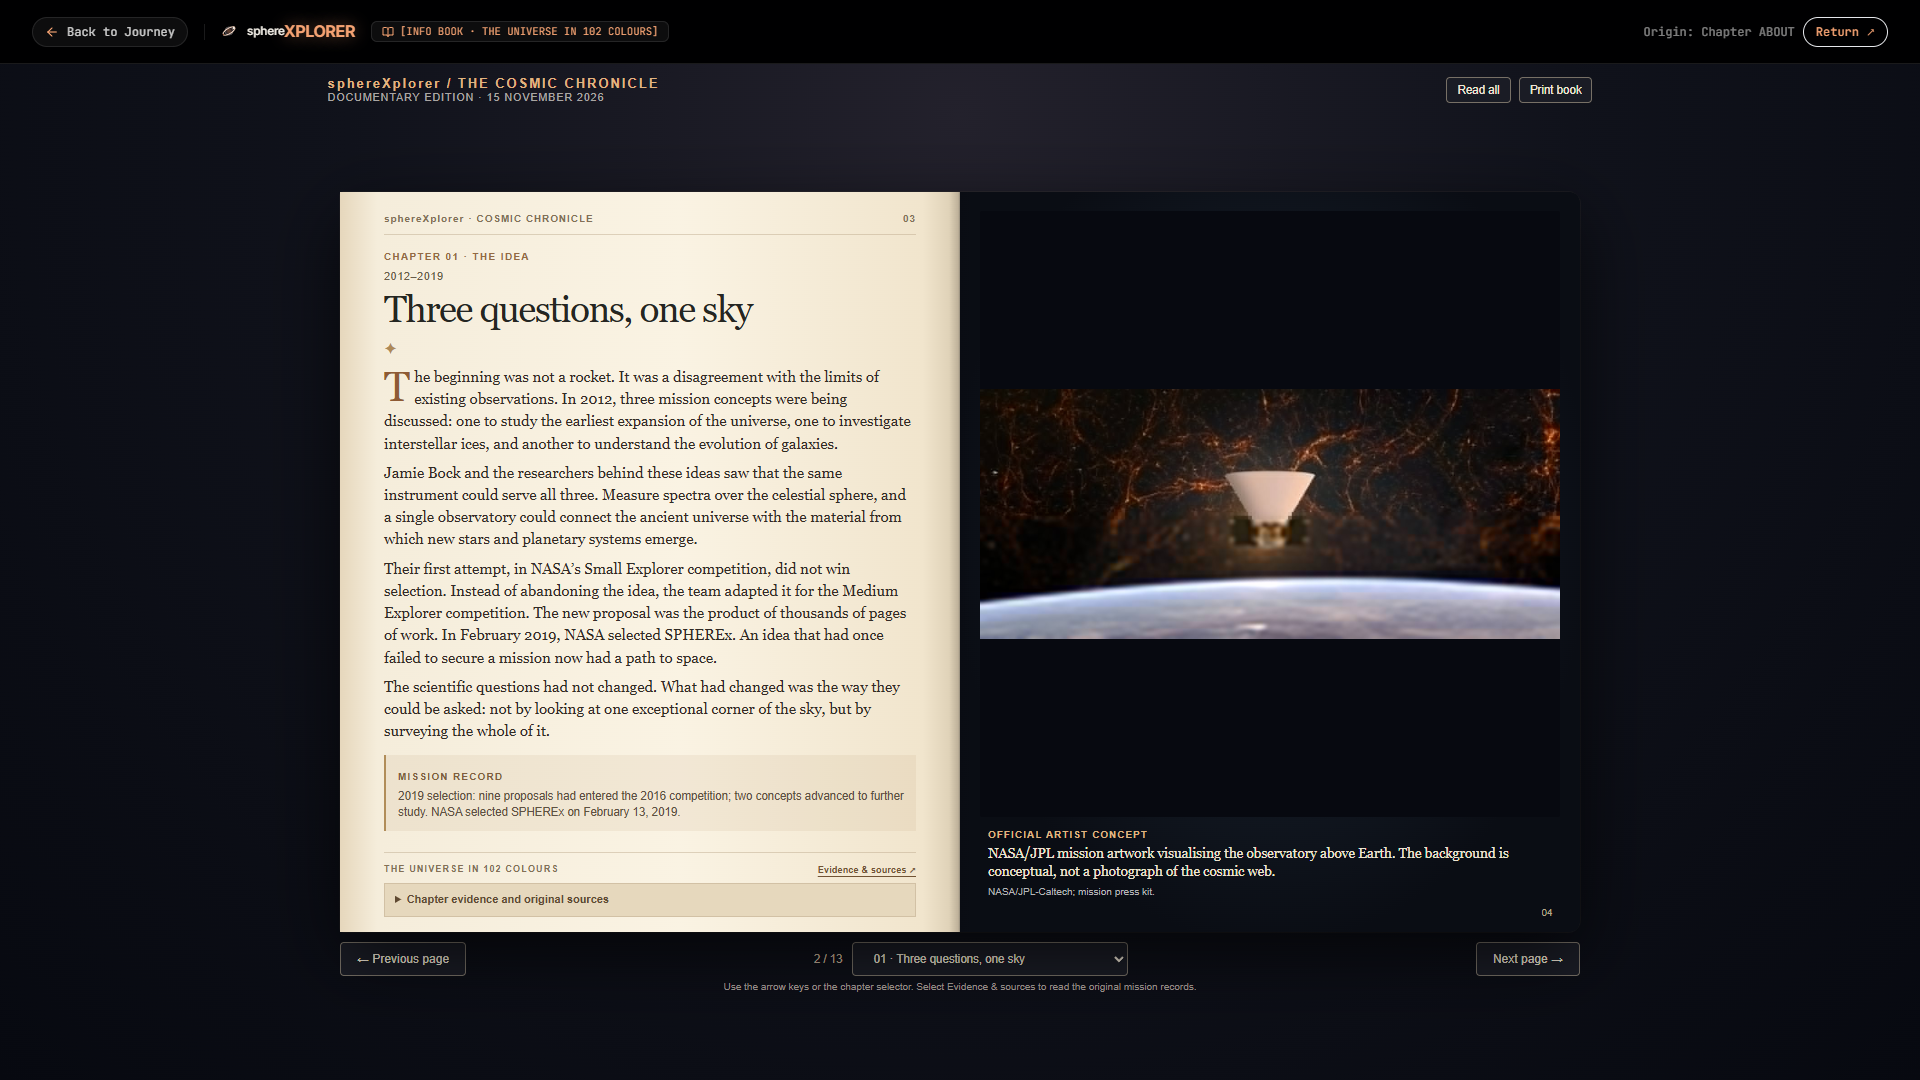 ← Back to Journey
sphereXPLORER
[INFO BOOK · THE UNIVERSE IN 102 COLOURS]
Origin: Chapter ABOUT
Return ↗
sphereXplorer / THE COSMIC CHRONICLE
DOCUMENTARY EDITION · 15 NOVEMBER 2026
Read all
Print book
sphereXplorer · COSMIC CHRONICLE
03
CHAPTER 01 · THE IDEA
2012–2019
Three questions, one sky
The beginning was not a rocket. It was a disagreement with the limits of
existing observations. In 2012, three mission concepts were being
discussed: one to study the earliest expansion of the universe, one to investigate
interstellar ices, and another to understand the evolution of galaxies.
Jamie Bock and the researchers behind these ideas saw that the same
instrument could serve all three. Measure spectra over the celestial sphere, and
a single observatory could connect the ancient universe with the material from
which new stars and planetary systems emerge.
Their first attempt, in NASA’s Small Explorer competition, did not win
selection. Instead of abandoning the idea, the team adapted it for the Medium
Explorer competition. The new proposal was the product of thousands of pages
of work. In February 2019, NASA selected SPHEREx. An idea that had once
failed to secure a mission now had a path to space.
The scientific questions had not changed. What had changed was the way they
could be asked: not by looking at one exceptional corner of the sky, but by
surveying the whole of it.
MISSION RECORD
2019 selection: nine proposals had entered the 2016 competition; two concepts advanced to further
study. NASA selected SPHEREx on February 13, 2019.
THE UNIVERSE IN 102 COLOURS
Evidence & sources ↗
▶ Chapter evidence and original sources
OFFICIAL ARTIST CONCEPT
NASA/JPL mission artwork visualising the observatory above Earth. The background is
conceptual, not a photograph of the cosmic web.
NASA/JPL-Caltech; mission press kit.
04
← Previous page
2 / 13
01 · Three questions, one sky
Next page →
Use the arrow keys or the chapter selector. Select Evidence & sources to read the original mission records.